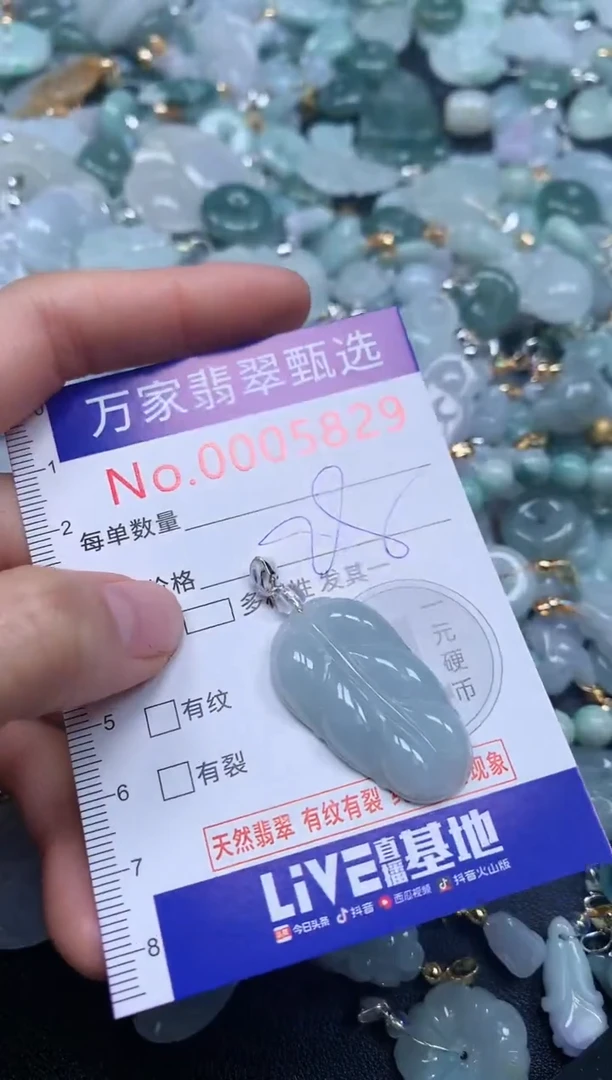 万家翡翠甄选
No.0005829
1
2
每单数量
价格
多 性 发其一
一元硬币
5
有纹
6
有裂
天然翡翠 有纹有裂 现象
7
LiVE直播基地
8
今日头条 抖音 西瓜视频 抖音火山版